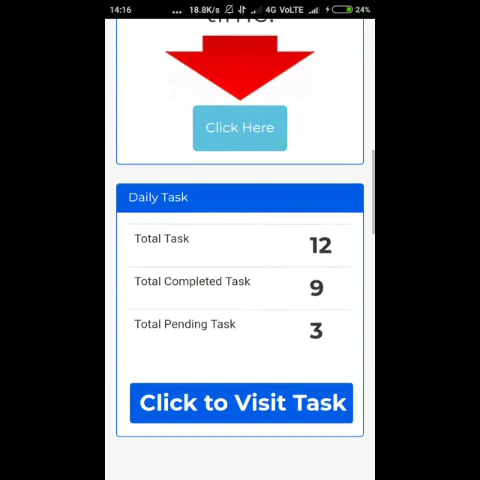 14:16 ... 18.8K/s 4G VoLTE 24%
time.
Click Here
Daily Task
Total Task 12
Total Completed Task 9
Total Pending Task 3
Click to Visit Task